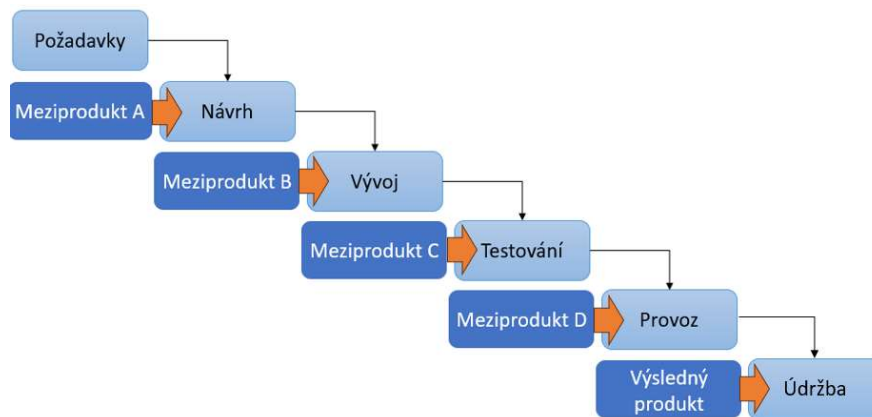 Požadavky
Meziprodukt A
Návrh
Meziprodukt B
Vývoj
Meziprodukt C
Testování
Meziprodukt D
Provoz
Výsledný
produkt
Údržba